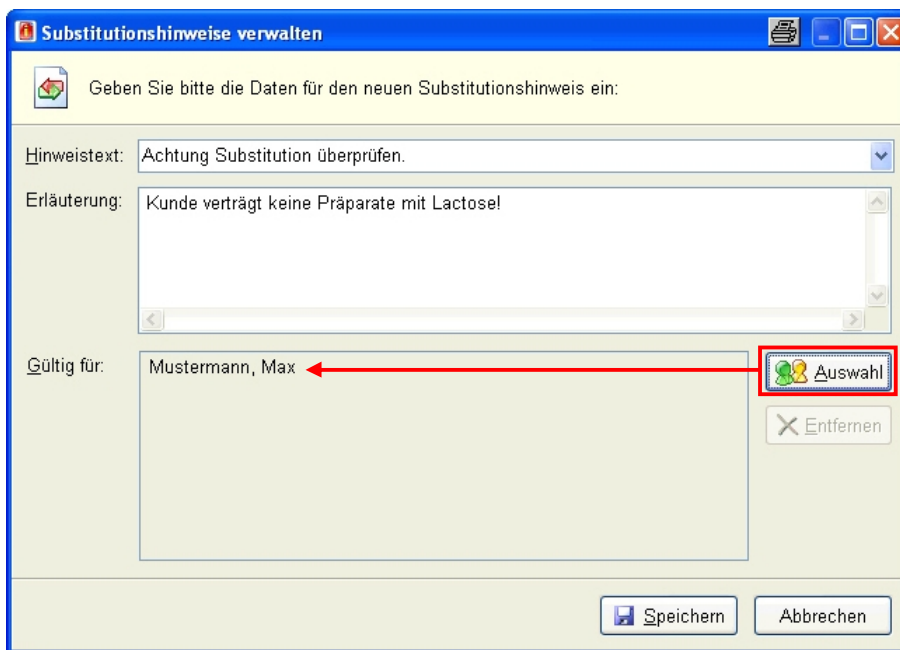 Substitutionshinweise verwalten
Geben Sie bitte die Daten für den neuen Substitutionshinweis ein:
Hinweistext: Achtung Substitution überprüfen.
Erläuterung: Kunde verträgt keine Präparate mit Lactose!
Gültig für: Mustermann, Max Auswahl
Entfernen
Speichern Abbrechen